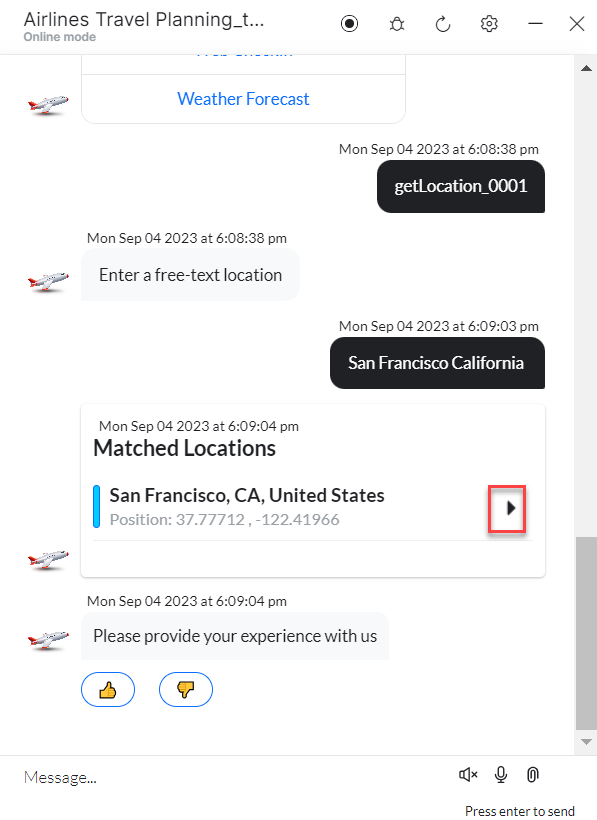 Airlines Travel Planning_t...
Online mode
Weather Forecast
Mon Sep 04 2023 at 6:08:38 pm
getLocation_0001
Mon Sep 04 2023 at 6:08:38 pm
Enter a free-text location
Mon Sep 04 2023 at 6:09:03 pm
San Francisco California
Mon Sep 04 2023 at 6:09:04 pm
Matched Locations
San Francisco, CA, United States
Position: 37.77712 , -122.41966
Mon Sep 04 2023 at 6:09:04 pm
Please provide your experience with us
Message...
Press enter to send